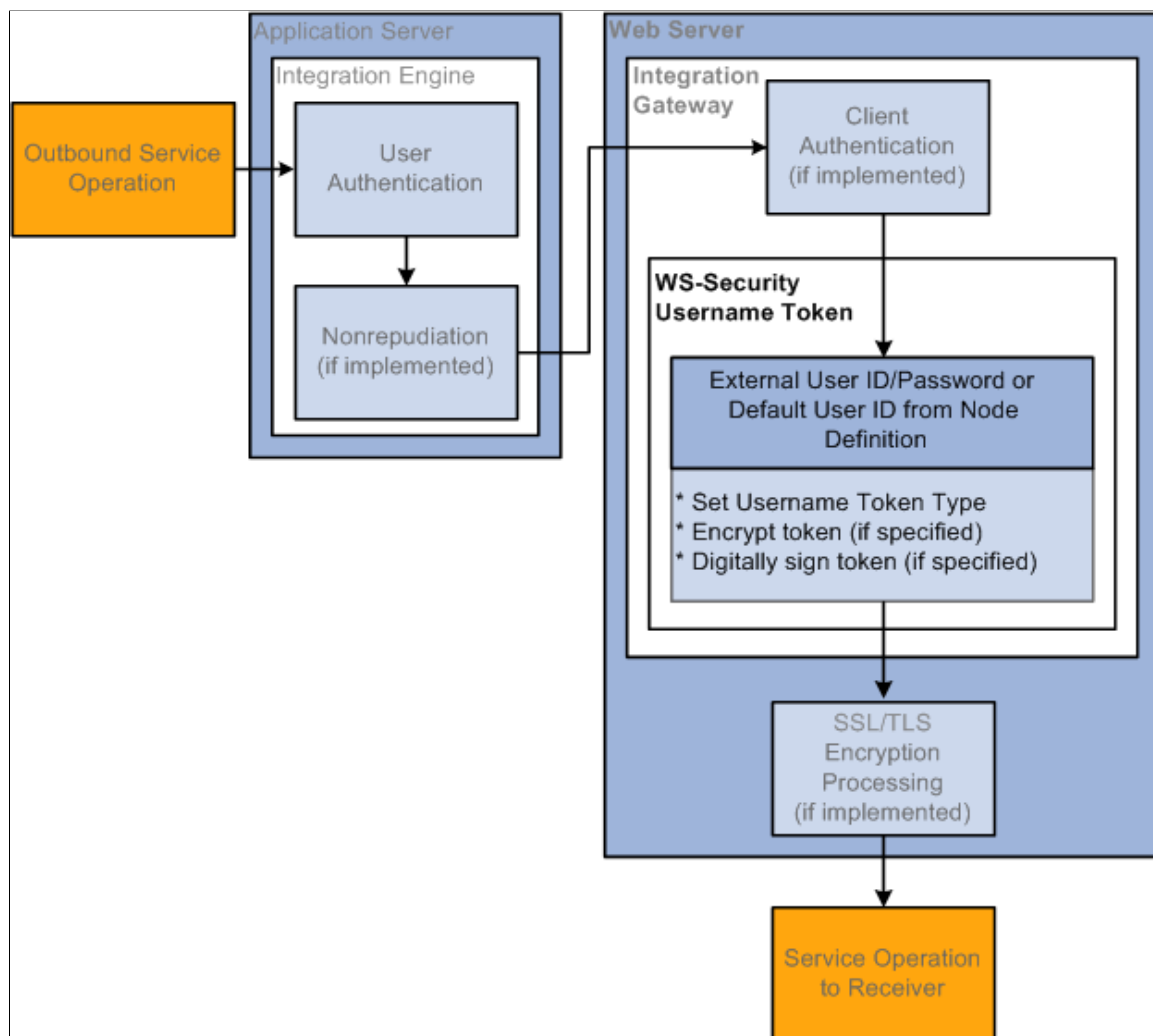 Application Server
Integration Engine
Outbound Service
Operation
User
Authentication
Nonrepudiation
(if implemented)
Web Server
Integration
Gateway
Client
Authentication
(if implemented)
WS-Security
Username Token
External User ID/Password or
Default User ID from Node
Definition
* Set Username Token Type
* Encrypt token (if specified)
* Digitally sign token (if specified)
SSL/TLS
Encryption
Processing
(if implemented)
Service Operation
to Receiver